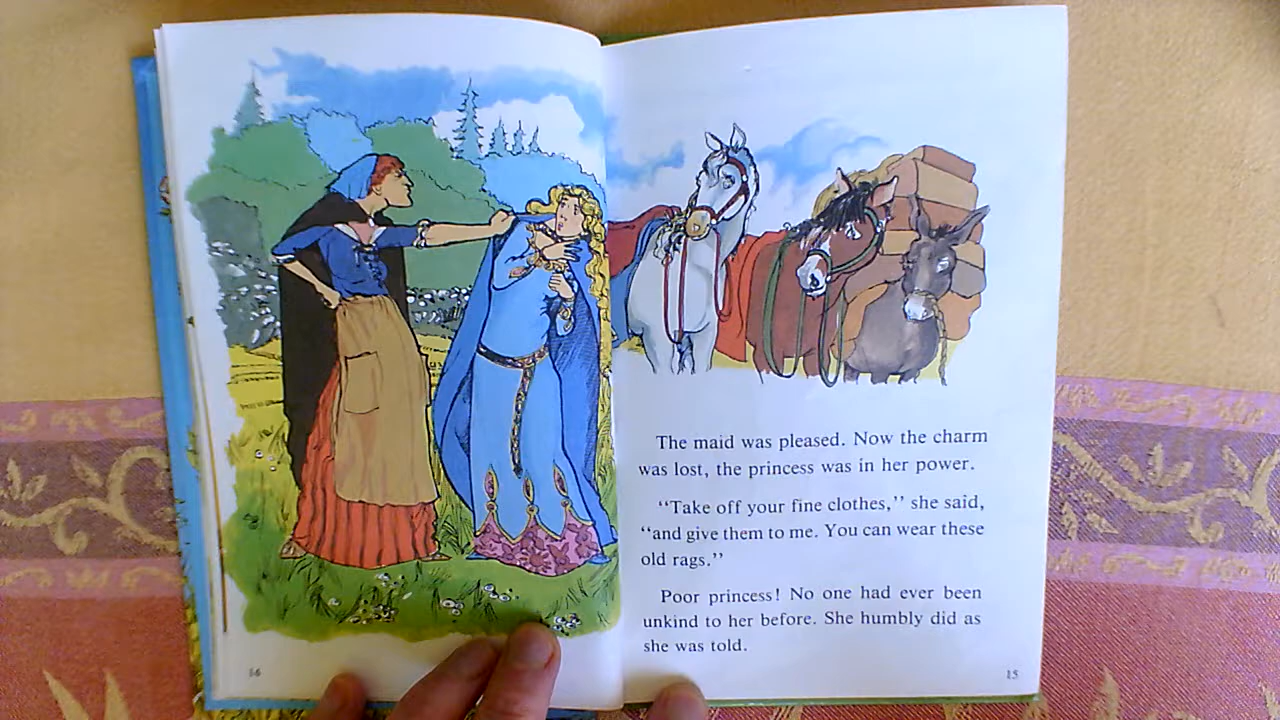 The maid was pleased. Now the charm
was lost, the princess was in her power.
"Take off your fine clothes," she said,
"and give them to me. You can wear these
old rags."
Poor princess! No one had ever been
unkind to her before. She humbly did as
she was told.
14
15